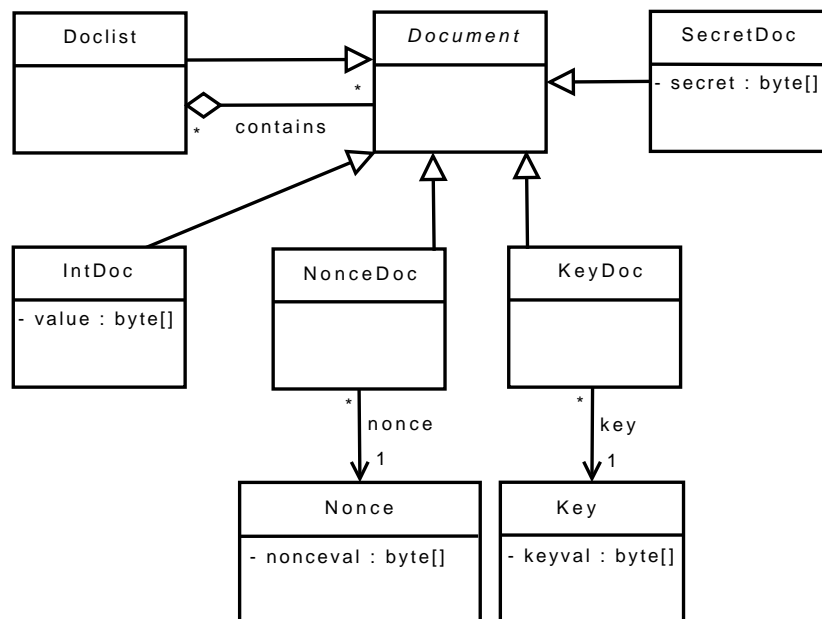 Doclist
Document
SecretDoc
- secret : byte[]
*
*
contains
IntDoc
- value : byte[]
NonceDoc
KeyDoc
*
nonce
1
*
key
1
Nonce
- nonceval : byte[]
Key
- keyval : byte[]